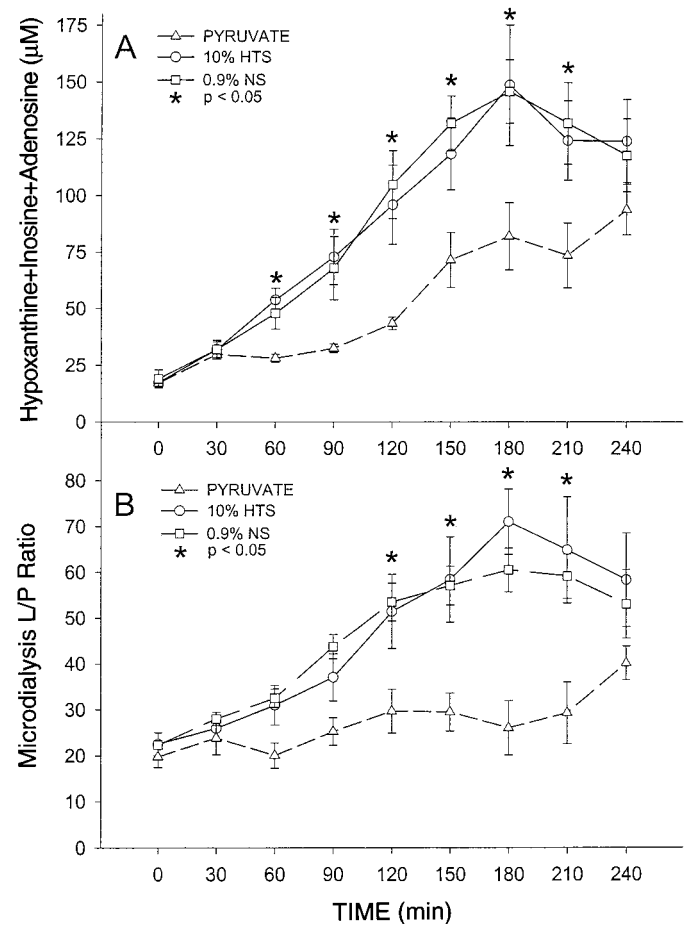 Hypoxanthine+Inosine+Adenosine (µM)
175
150
125
100
75
50
25
0
A
PYRUVATE
10% HTS
0.9% NS
* p < 0.05
*
*
*
*
*
*
0 30 60 90 120 150 180 210 240
Microdialysis L/P Ratio
80
70
60
50
40
30
20
10
0
B
PYRUVATE
10% HTS
0.9% NS
* p < 0.05
*
*
*
*
0 30 60 90 120 150 180 210 240
TIME (min)